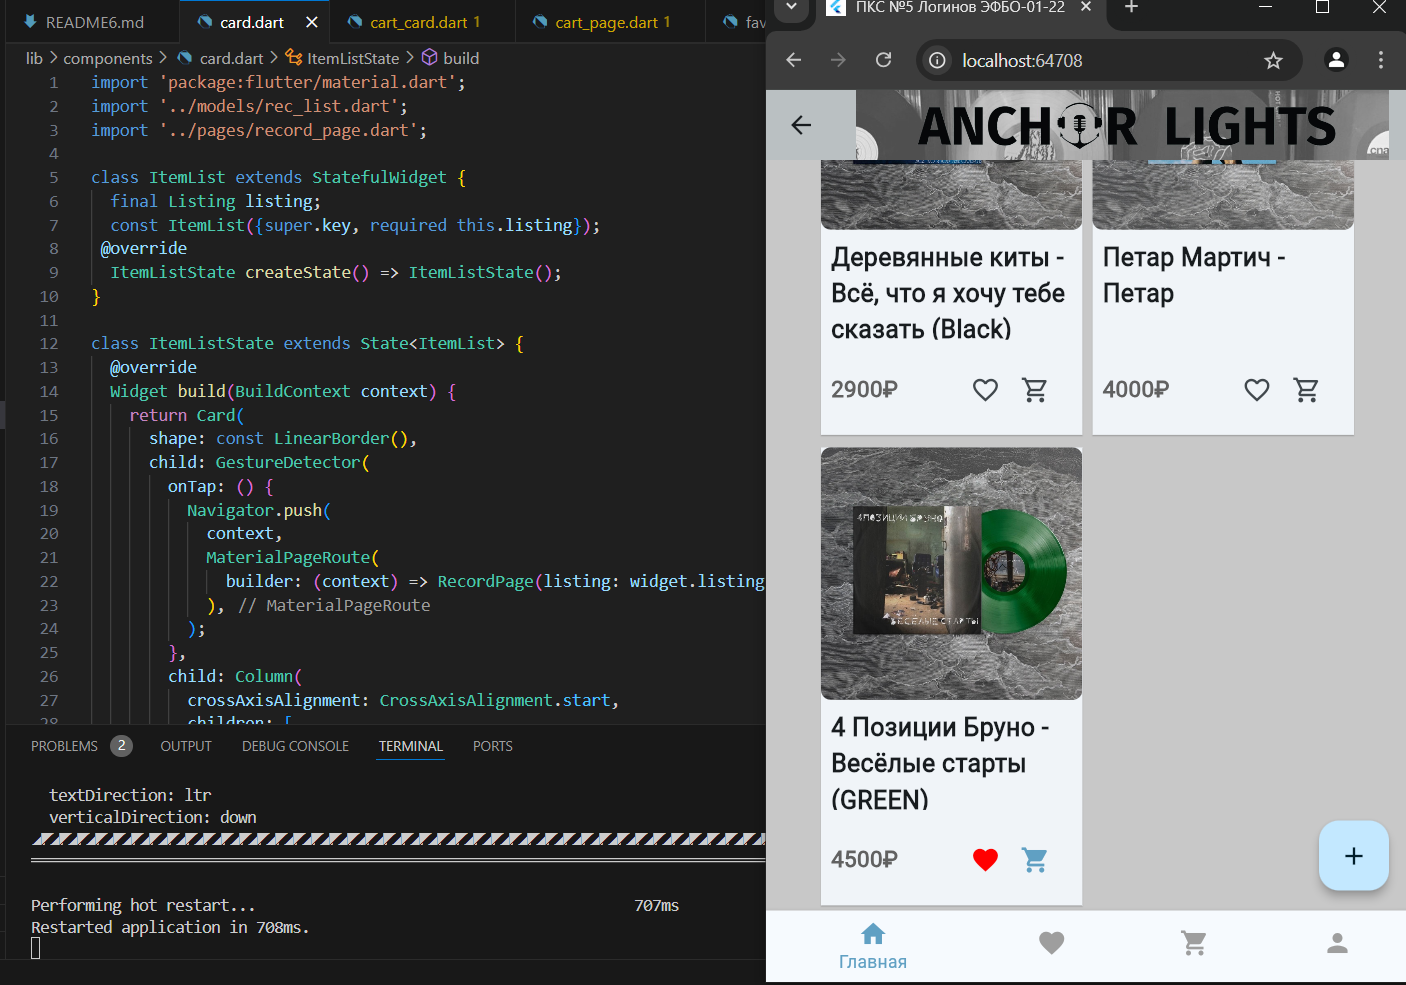 README6.md
card.dart
cart_card.dart 1
cart_page.dart 1
fav
lib > components > card.dart > ItemListState > build
1 import 'package:flutter/material.dart';
2 import '../models/rec_list.dart';
3 import '../pages/record_page.dart';
4
5 class ItemList extends StatefulWidget {
6 final Listing listing;
7 const ItemList({super.key, required this.listing});
8 @override
9 ItemListState createState() => ItemListState();
10 }
11
12 class ItemListState extends State<ItemList> {
13 @override
14 Widget build(BuildContext context) {
15 return Card(
16 shape: const LinearBorder(),
17 child: GestureDetector(
18 onTap: () {
19 Navigator.push(
20 context,
21 MaterialPageRoute(
22 builder: (context) => RecordPage(listing: widget.listing
23 ), // MaterialPageRoute
24 );
25 },
26 child: Column(
27 crossAxisAlignment: CrossAxisAlignment.start,
28 children: [
PROBLEMS 2 OUTPUT DEBUG CONSOLE TERMINAL PORTS
textDirection: ltr
verticalDirection: down
Performing hot restart... 707ms
Restarted application in 708ms.
ПКС №5 Логинов ЭФБО-01-22
localhost:64708
ANCHOR LIGHTS
Деревянные киты -
Всё, что я хочу тебе
сказать (Black)
2900₽
Петар Мартич -
Петар
4000₽
4ПОЗИЦИИ БРУНО
ВЕСЕЛЫЕ СТАРТЫ
4 Позиции Бруно -
Весёлые старты
(GREEN)
4500₽
Главная